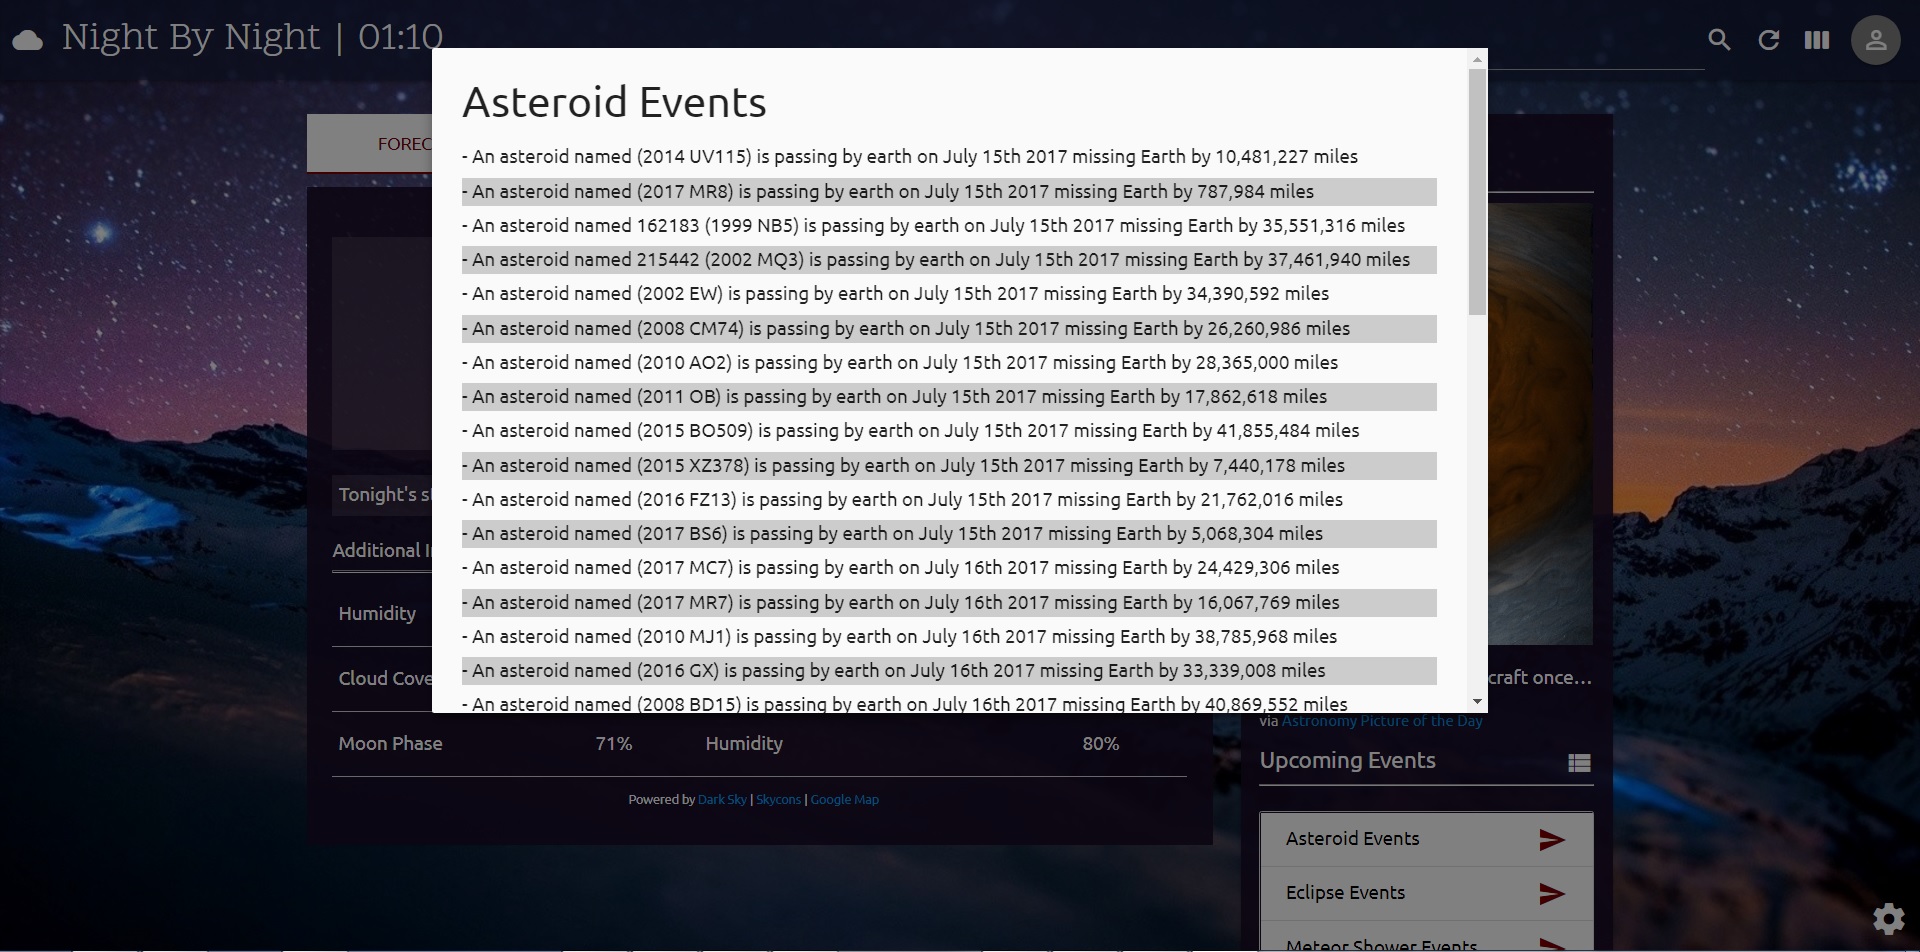 Night By Night | 01:10
Asteroid Events
- An asteroid named (2014 UV115) is passing by earth on July 15th 2017 missing Earth by 10,481,227 miles
- An asteroid named (2017 MR8) is passing by earth on July 15th 2017 missing Earth by 787,984 miles
- An asteroid named 162183 (1999 NB5) is passing by earth on July 15th 2017 missing Earth by 35,551,316 miles
- An asteroid named 215442 (2002 MQ3) is passing by earth on July 15th 2017 missing Earth by 37,461,940 miles
- An asteroid named (2002 EW) is passing by earth on July 15th 2017 missing Earth by 34,390,592 miles
- An asteroid named (2008 CM74) is passing by earth on July 15th 2017 missing Earth by 26,260,986 miles
- An asteroid named (2010 AO2) is passing by earth on July 15th 2017 missing Earth by 28,365,000 miles
- An asteroid named (2011 OB) is passing by earth on July 15th 2017 missing Earth by 17,862,618 miles
- An asteroid named (2015 BO509) is passing by earth on July 15th 2017 missing Earth by 41,855,484 miles
- An asteroid named (2015 XZ378) is passing by earth on July 15th 2017 missing Earth by 7,440,178 miles
- An asteroid named (2016 FZ13) is passing by earth on July 15th 2017 missing Earth by 21,762,016 miles
- An asteroid named (2017 BS6) is passing by earth on July 15th 2017 missing Earth by 5,068,304 miles
- An asteroid named (2017 MC7) is passing by earth on July 16th 2017 missing Earth by 24,429,306 miles
- An asteroid named (2017 MR7) is passing by earth on July 16th 2017 missing Earth by 16,067,769 miles
- An asteroid named (2010 MJ1) is passing by earth on July 16th 2017 missing Earth by 38,785,968 miles
- An asteroid named (2016 GX) is passing by earth on July 16th 2017 missing Earth by 33,339,008 miles
- An asteroid named (2008 BD15) is passing by earth on July 16th 2017 missing Earth by 40,869,552 miles
FOREC
Tonight's s
Additional
Humidity
Cloud Cove
Moon Phase 71% Humidity 80%
Powered by Dark Sky | Skycons | Google Map
craft once...
via Astronomy Picture of the Day
Upcoming Events
Asteroid Events
Eclipse Events
Meteor Shower Events